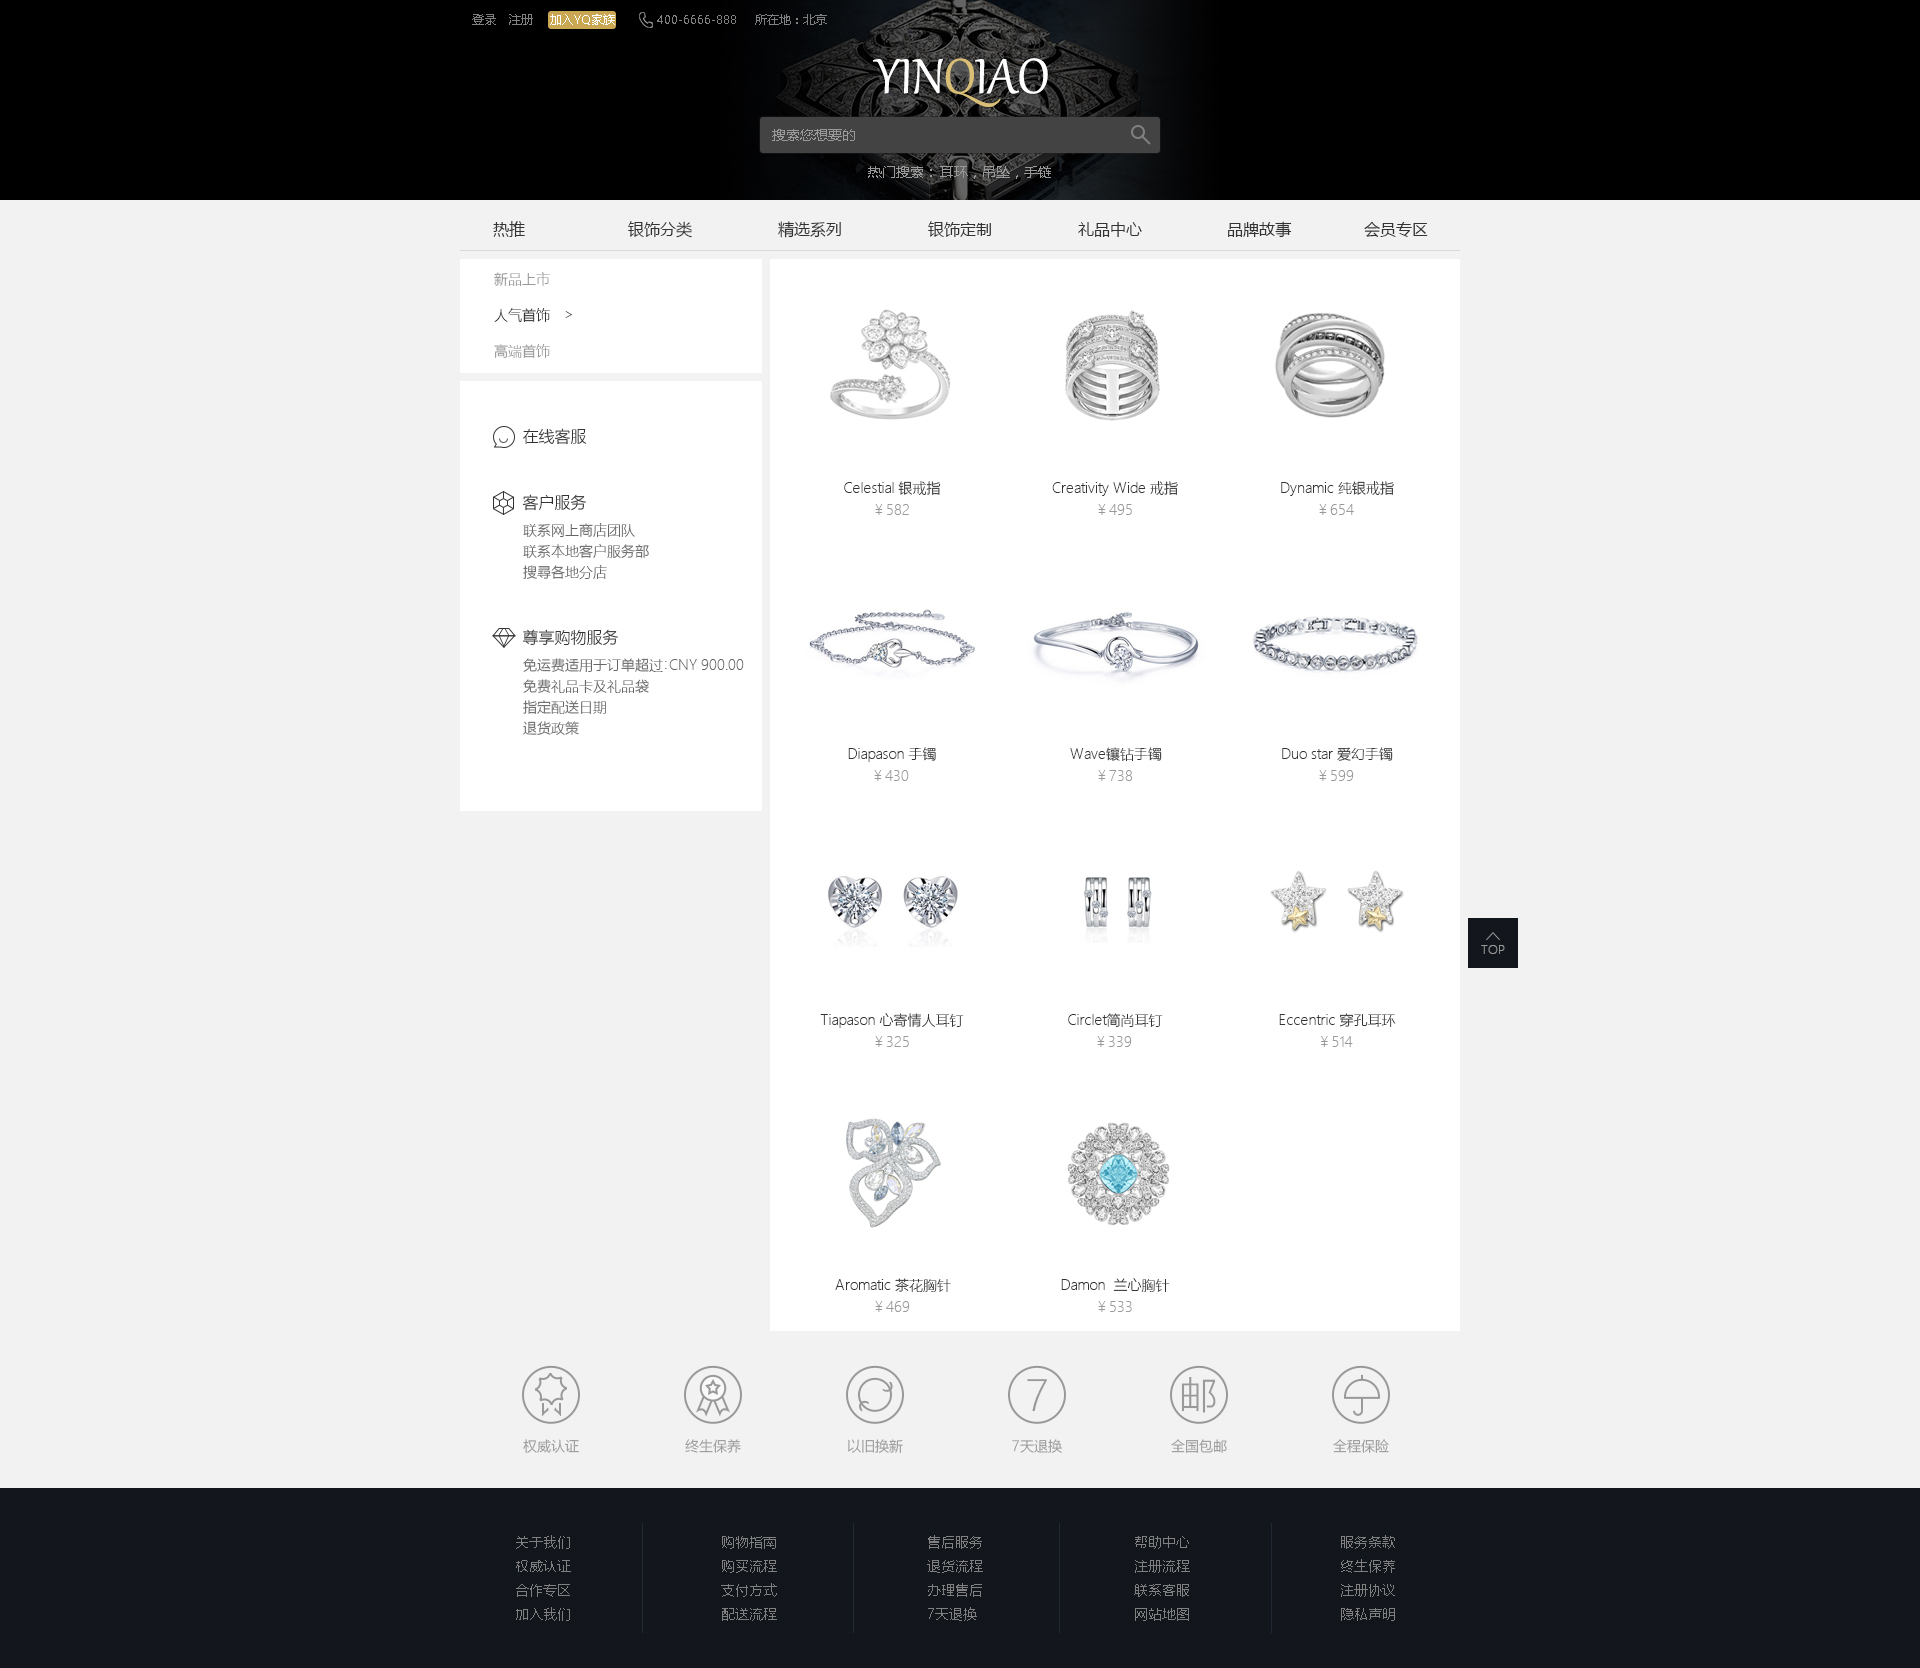 登录 注册 加入YQ家族 400-6666-888 所在地：北京
YINQIAO
搜索您想要的
热门搜索：耳环，吊坠，手链
热推 银饰分类 精选系列 银饰定制 礼品中心 品牌故事 会员专区
新品上市
人气首饰 >
高端首饰
在线客服
客户服务
联系网上商店团队
联系本地客户服务部
搜尋各地分店
尊享购物服务
免运费适用于订单超过:CNY 900.00
免费礼品卡及礼品袋
指定配送日期
退货政策
Celestial 银戒指 Creativity Wide 戒指 Dynamic 纯银戒指
¥ 582 ¥ 495 ¥ 654
Diapason 手镯 Wave镶钻手镯 Duo star 爱幻手镯
¥ 430 ¥ 738 ¥ 599
Tiapason 心寄情人耳钉 Circlet简尚耳钉 Eccentric 穿孔耳环
¥ 325 ¥ 339 ¥ 514
TOP
Aromatic 茶花胸针 Damon 兰心胸针
¥ 469 ¥ 533
7 邮
权威认证 终生保养 以旧换新 7天退换 全国包邮 全程保险
关于我们 购物指南 售后服务 帮助中心 服务条款
权威认证 购买流程 退货流程 注册流程 终生保养
合作专区 支付方式 办理售后 联系客服 注册协议
加入我们 配送流程 7天退换 网站地图 隐私声明